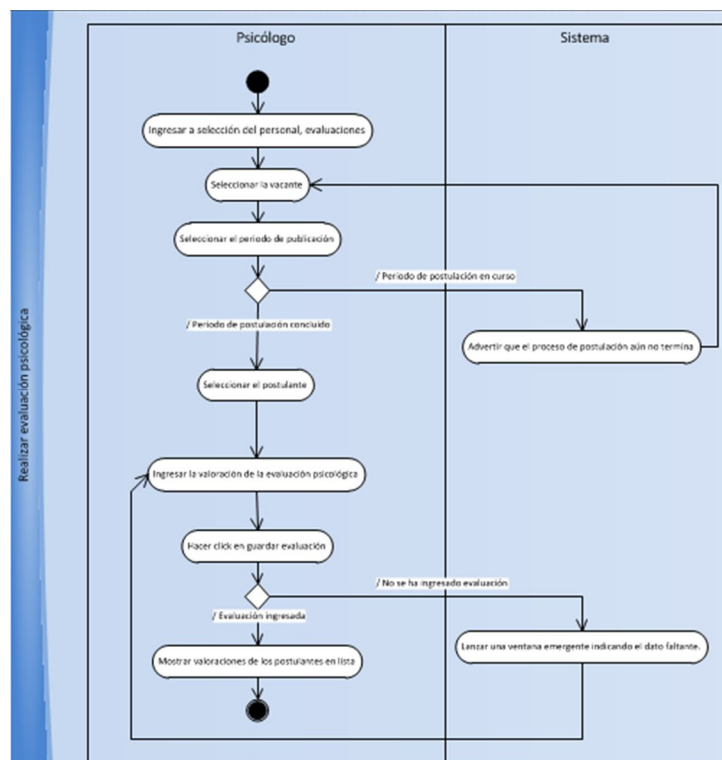 Realizar evaluación psicológica
Psicólogo
Sistema
Ingresar a selección del personal, evaluaciones
Seleccionar la vacante
Seleccionar el periodo de publicación
/ Periodo de postulación en curso
/ Periodo de postulación concluido
Advertir que el proceso de postulación aún no termina
Seleccionar el postulante
Ingresar la valoración de la evaluación psicológica
Hacer click en guardar evaluación
/ No se ha ingresado evaluación
/ Evaluación ingresada
Lanzar una ventana emergente indicando el dato faltante.
Mostrar valoraciones de los postulantes en lista